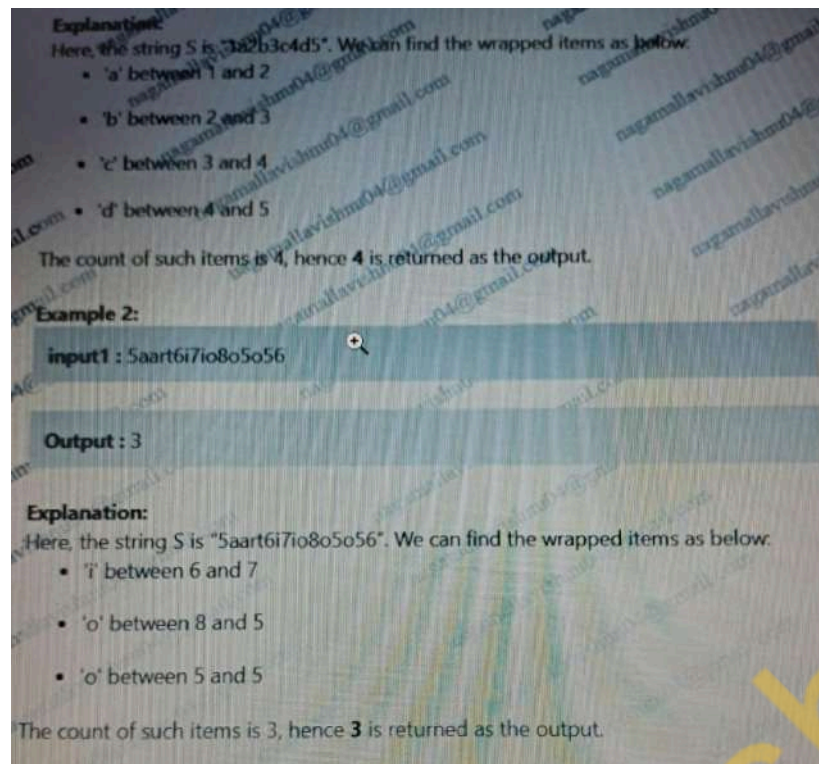 Explanation:
Here, the string S is "1a2b3c4d5". We can find the wrapped items as below:
• 'a' between 1 and 2
• 'b' between 2 and 3
• 'c' between 3 and 4
• 'd' between 4 and 5
The count of such items is 4, hence 4 is returned as the output.
Example 2:
input1 : 5aart6i7io8o5o56
Output : 3
Explanation:
Here, the string S is "5aart6i7io8o5o56". We can find the wrapped items as below:
• 'i' between 6 and 7
• 'o' between 8 and 5
• 'o' between 5 and 5
The count of such items is 3, hence 3 is returned as the output.